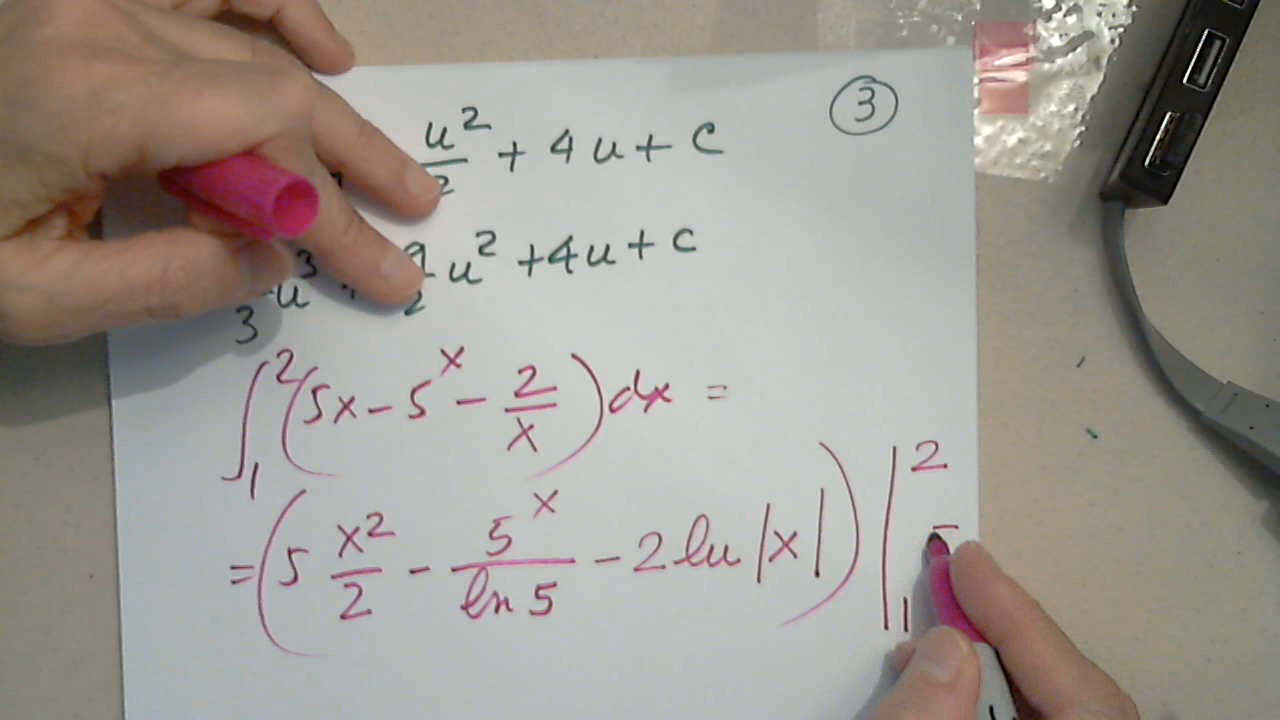 ③
u²/2 + 4u + c
3 u³ + 9/2 u² + 4u + c
∫₁² (5x − 5ˣ − 2/x) dx =
= (5 x²/2 − 5ˣ/ln 5 − 2 ln |x|) |₁²